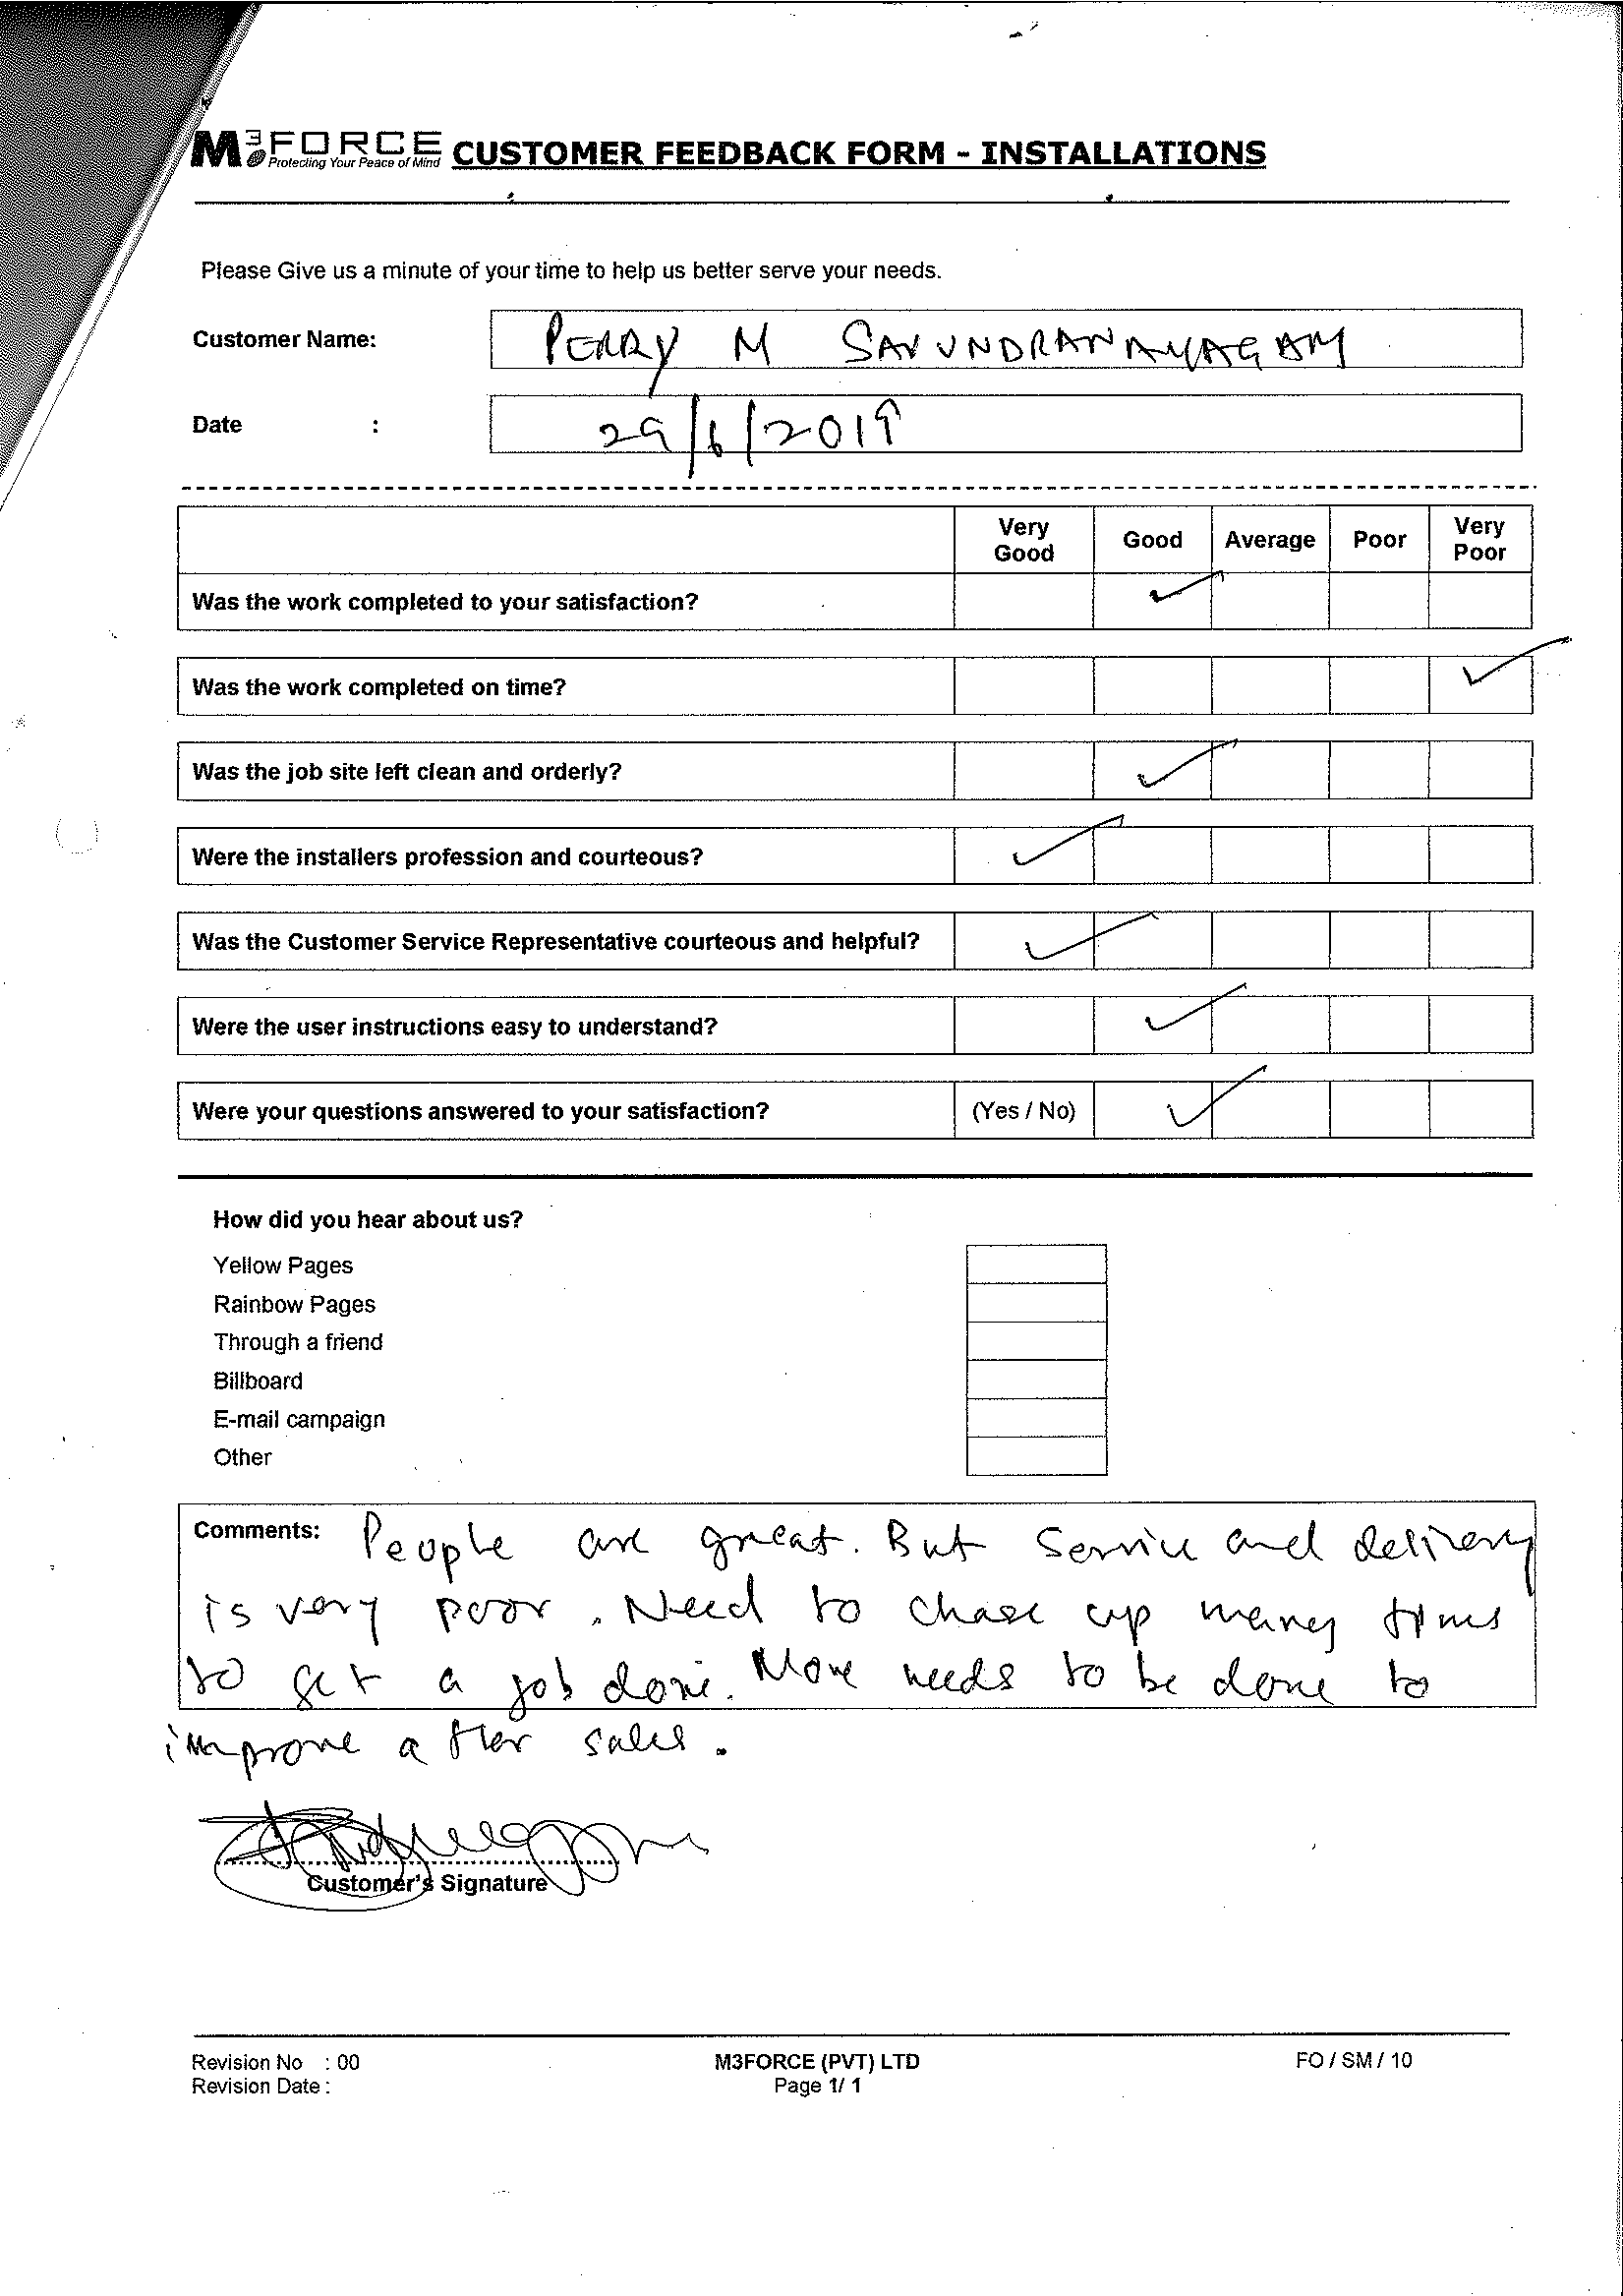 M3FORCE CUSTOMER FEEDBACK FORM - INSTALLATIONS
Protecting Your Peace of Mind
Please Give us a minute of your time to help us better serve your needs.
Customer Name: PERRY M SAVUNDRANAYAGAM
Date : 29/6/2019
Very Good Good Average Poor Very Poor
Was the work completed to your satisfaction? ✓
Was the work completed on time? ✓
Was the job site left clean and orderly? ✓
Were the installers profession and courteous? ✓
Was the Customer Service Representative courteous and helpful? ✓
Were the user instructions easy to understand? ✓
Were your questions answered to your satisfaction? (Yes / No) ✓
How did you hear about us?
Yellow Pages
Rainbow Pages
Through a friend
Billboard
E-mail campaign
Other
Comments: People are great. But Service and delivery
is very poor. Need to chase up many times
to get a job done. More needs to be done to
improve after sales.
Customer's Signature
Revision No : 00 M3FORCE (PVT) LTD FO / SM / 10
Revision Date : Page 1/ 1